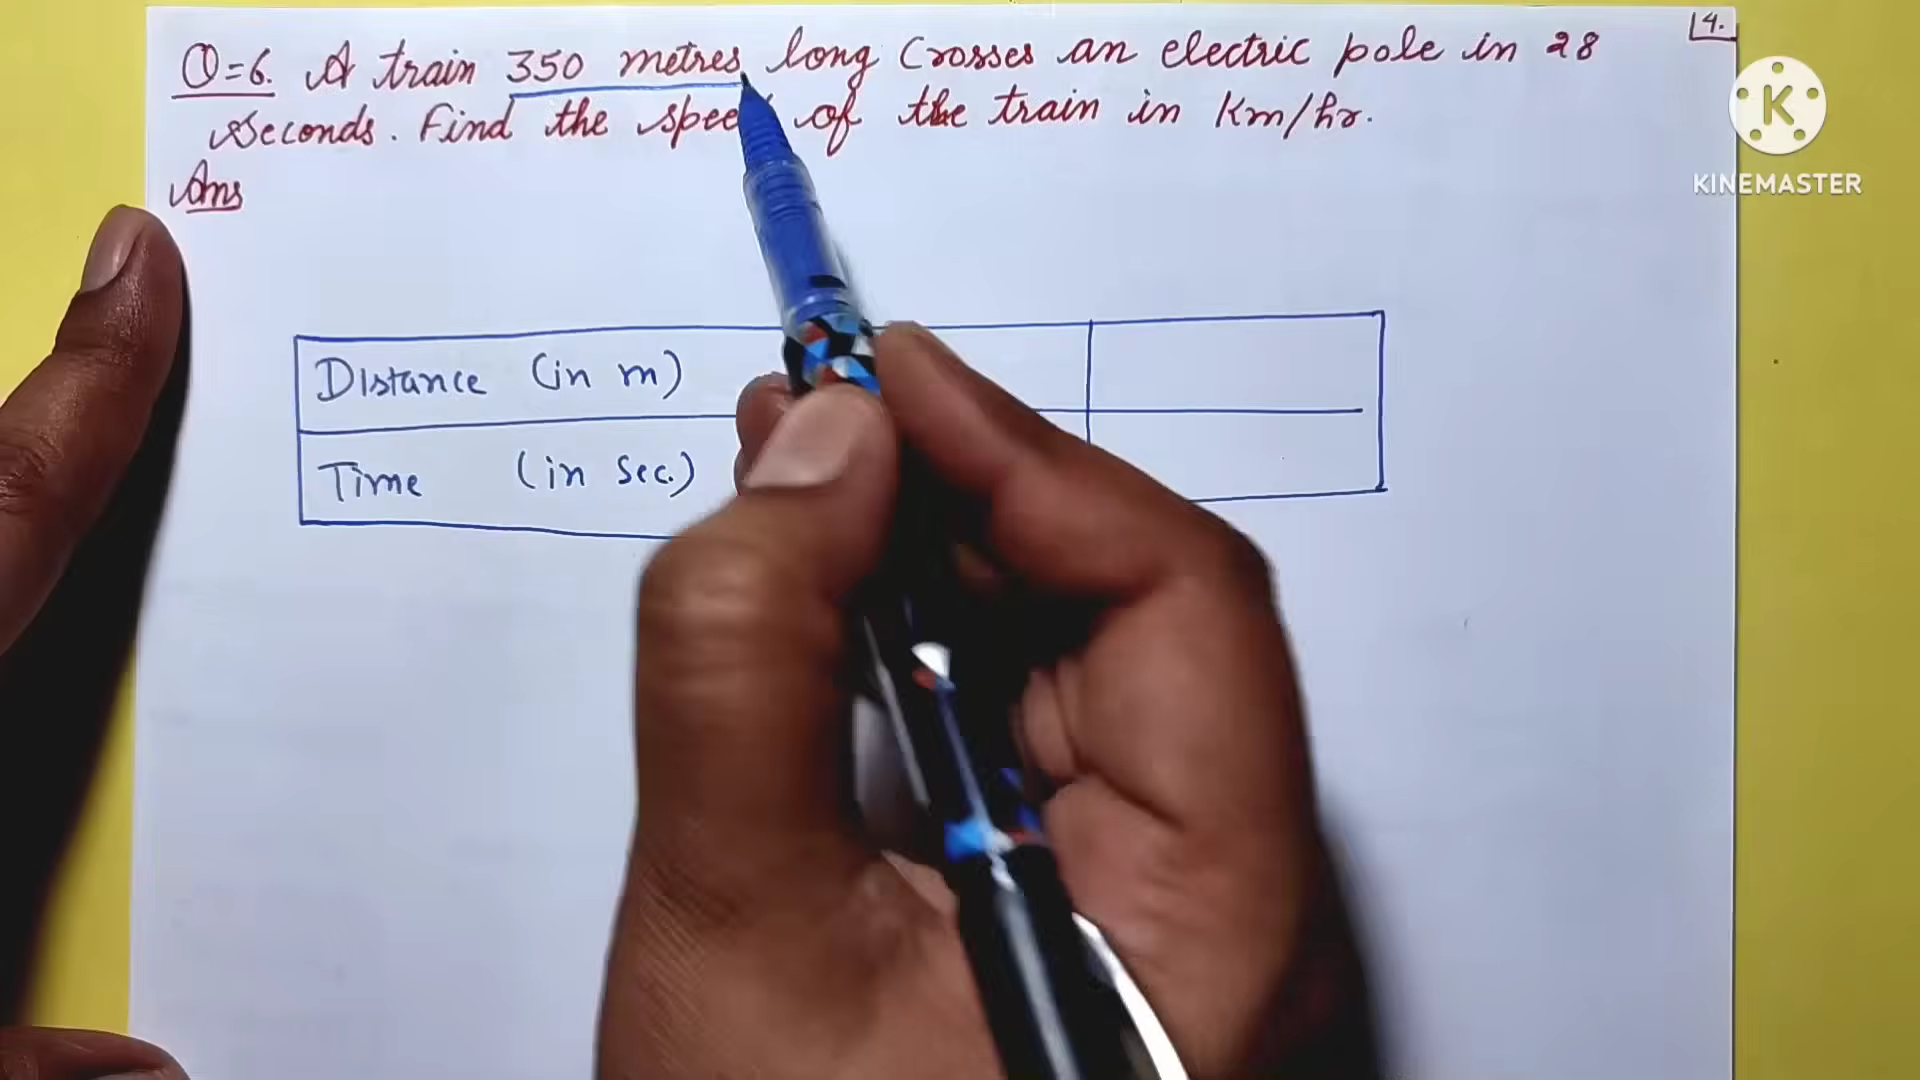 4.
Q=6. A train 350 metres long crosses an electric pole in 28
seconds. Find the speed of the train in Km/hr.
Ans
KINEMASTER
Distance (in m)
Time (in sec.)